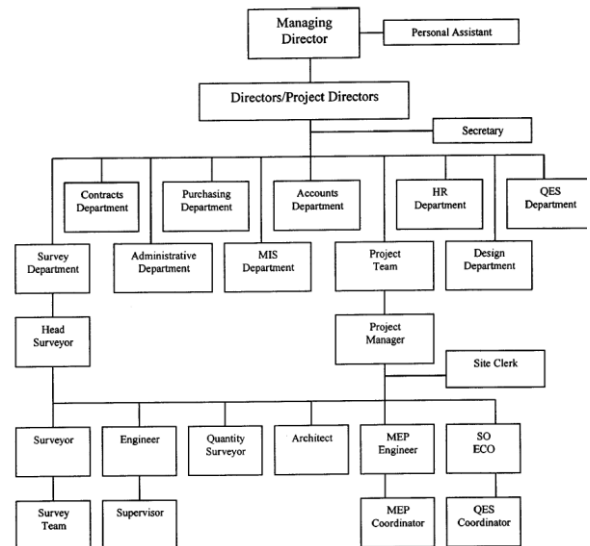 Managing
Director
Personal Assistant
Directors/Project Directors
Secretary
Contracts
Department
Purchasing
Department
Accounts
Department
HR
Department
QES
Department
Survey
Department
Administrative
Department
MIS
Department
Project
Team
Design
Department
Head
Surveyor
Project
Manager
Site Clerk
Surveyor
Engineer
Quantity
Surveyor
Architect
MEP
Engineer
SO
ECO
Survey
Team
Supervisor
MEP
Coordinator
QES
Coordinator